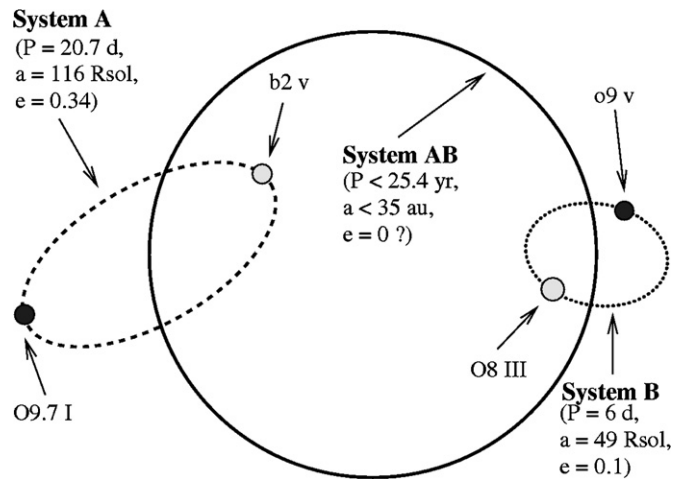 System A
(P = 20.7 d,
a = 116 Rsol,
e = 0.34)
b2 v
o9 v
System AB
(P < 25.4 yr,
a < 35 au,
e = 0 ?)
O8 III
O9.7 I
System B
(P = 6 d,
a = 49 Rsol,
e = 0.1)